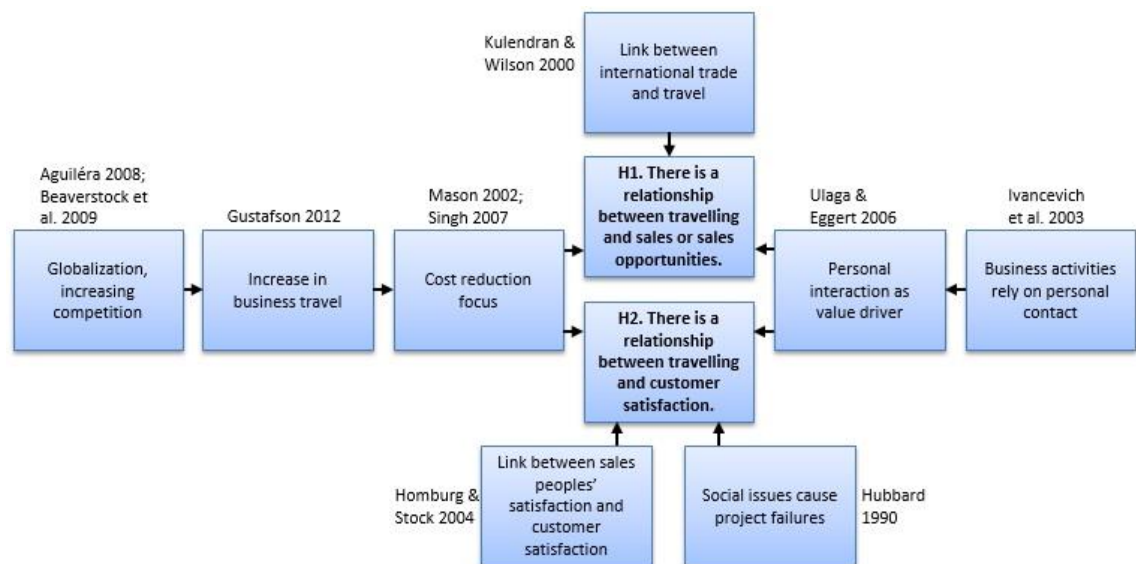 Kulendran &
Wilson 2000
Link between
international trade
and travel
Aguiléra 2008;
Beaverstock et
al. 2009
Gustafson 2012
Mason 2002;
Singh 2007
H1. There is a
relationship
between travelling
and sales or sales
opportunities.
Ulaga &
Eggert 2006
Ivancevich
et al. 2003
Globalization,
increasing
competition
Increase in
business travel
Cost reduction
focus
Personal
interaction as
value driver
Business activities
rely on personal
contact
H2. There is a
relationship
between travelling
and customer
satisfaction.
Homburg &
Stock 2004
Link between sales
peoples’
satisfaction and
customer
satisfaction
Social issues cause
project failures
Hubbard
1990